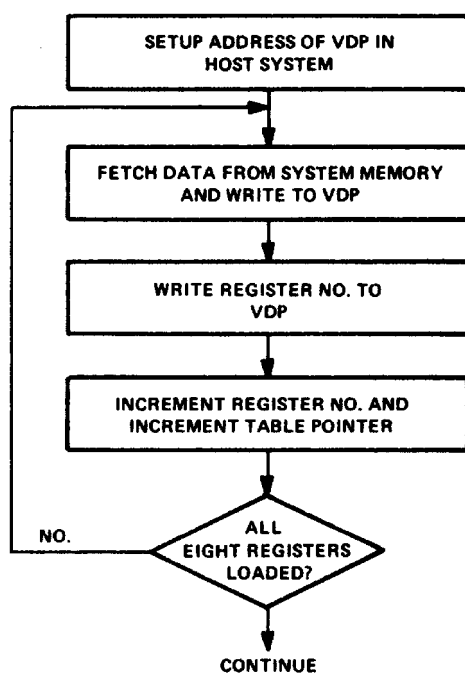 SETUP ADDRESS OF VDP IN
HOST SYSTEM
FETCH DATA FROM SYSTEM MEMORY
AND WRITE TO VDP
WRITE REGISTER NO. TO
VDP
INCREMENT REGISTER NO. AND
INCREMENT TABLE POINTER
NO.
ALL
EIGHT REGISTERS
LOADED?
CONTINUE